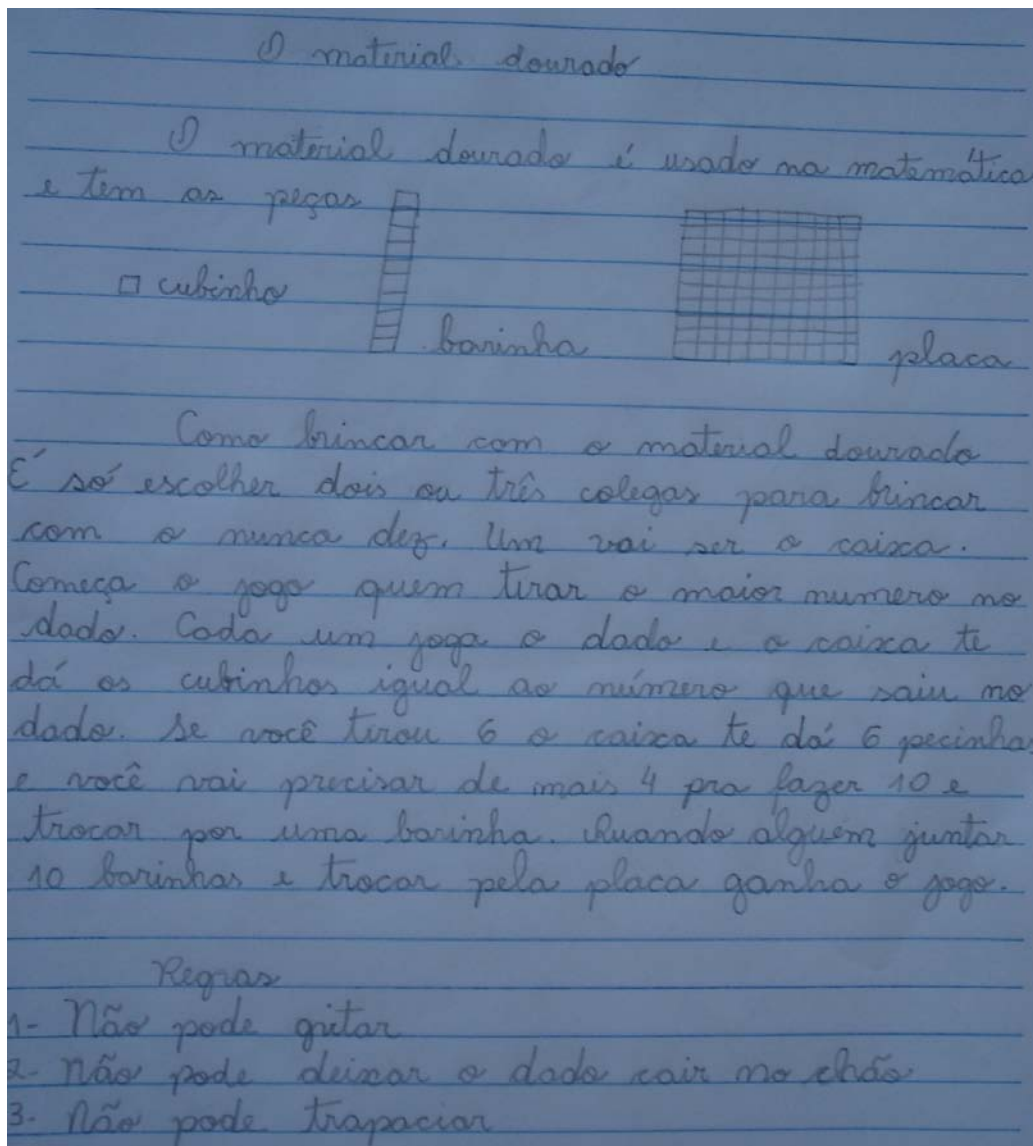 O material dourado
O material dourado é usado na matemática
e tem as peças
cubinho
barinha
placa
Como brincar com o material dourado
É só escolher dois ou três colegas para brincar
com o nunca dez. Um vai ser o caixa.
Começa o jogo quem tirar o maior numero no
dado. Cada um joga o dado e o caixa te
dá os cubinhos igual ao número que saiu no
dado. Se você tirou 6 o caixa te dá 6 pecinha
e você vai precisar de mais 4 pra fazer 10 e
trocar por uma barinha. Quando alguém juntar
10 barinhas e trocar pela placa ganha o jogo.
Regras
1- Não pode gritar
2- Não pode deixar o dado cair no chão
3- Não pode trapaciar